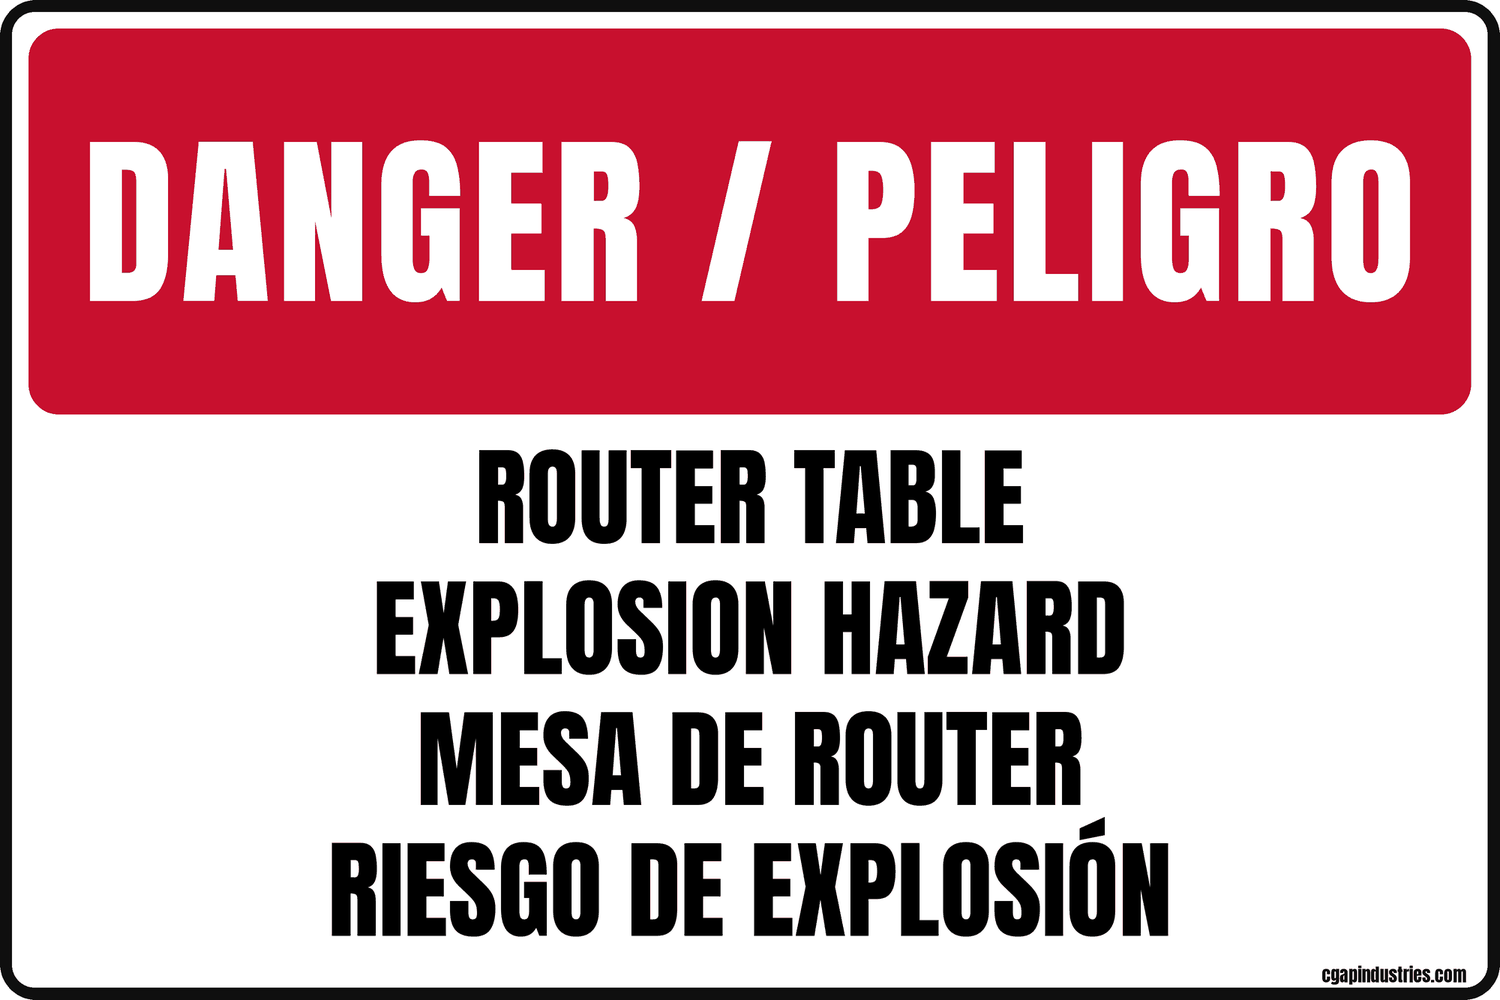 DANGER / PELIGRO
ROUTER TABLE
EXPLOSION HAZARD
MESA DE ROUTER
RIESGO DE EXPLOSIÓN
cgapindustries.com